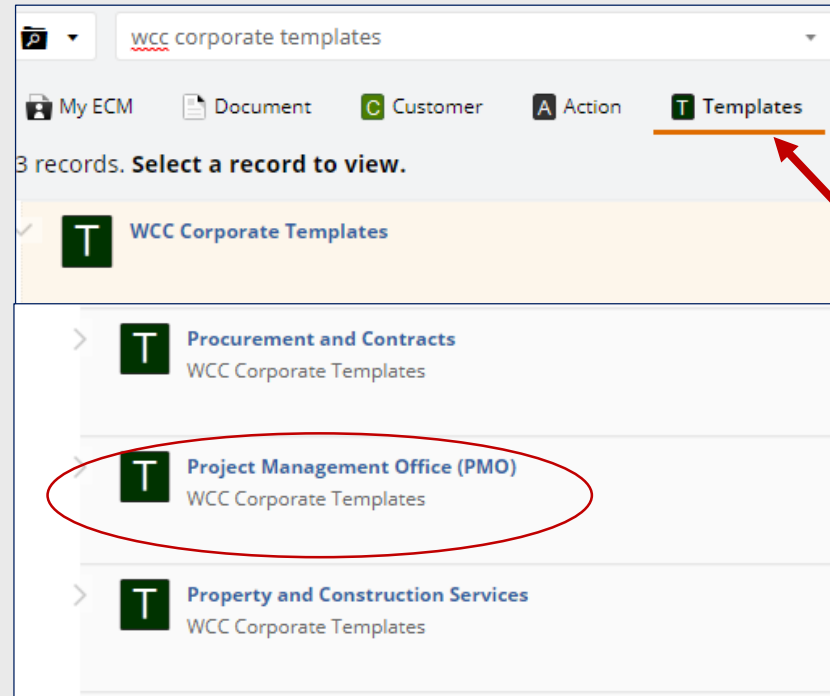 wcc corporate templates
My ECM Document C Customer A Action T Templates
3 records. Select a record to view.
T WCC Corporate Templates
T Procurement and Contracts
WCC Corporate Templates
T Project Management Office (PMO)
WCC Corporate Templates
T Property and Construction Services
WCC Corporate Templates